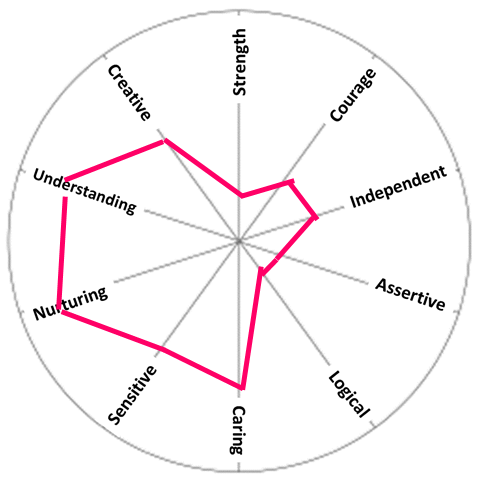 Strength
Courage
Independent
Assertive
Logical
Caring
Sensitive
Nurturing
Understanding
Creative